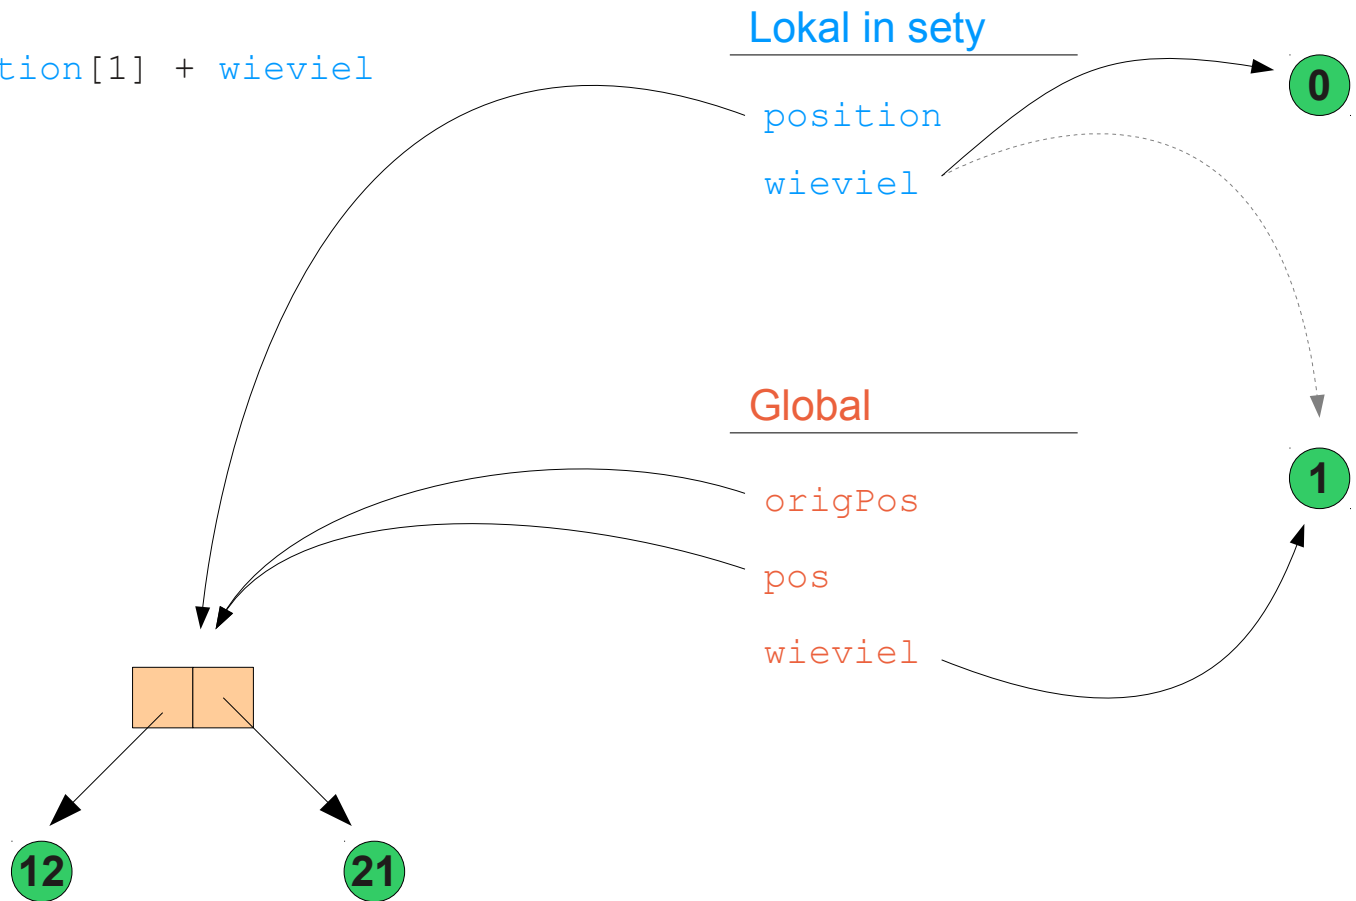 Lokal in sety
tion[1] + wieviel
0
position
wieviel
Global
1
origPos
pos
wieviel
12
21